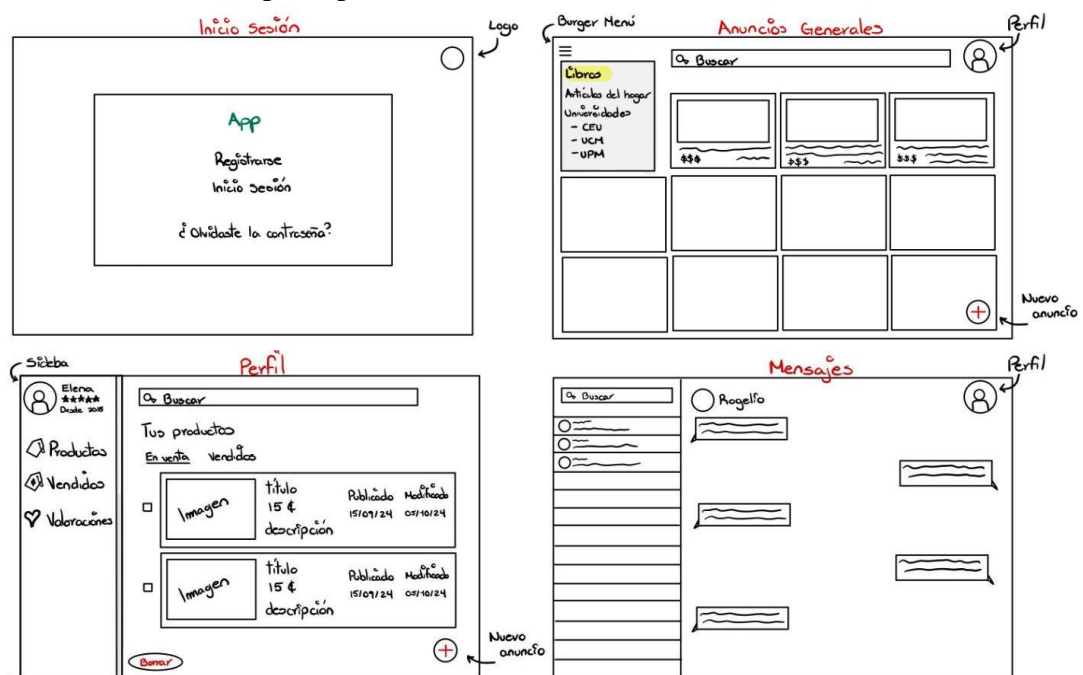 Inicio Sesión
Logo
App
Registrarse
Inicio Sesión
¿Olvidaste la contraseña?
Burger Menú
Anuncios Generales
Perfil
Buscar
Libros
Artículos del hogar
Universidades
- CEU
- UCM
- UPM
$$$
$$$
$$$
Nuevo anuncio
Sideba
Perfil
Elena
★★★★★
Desde 2015
Productos
Vendidos
Valoraciones
Buscar
Tus productos
En venta Vendidos
Imagen
título
15 €
descripción
Publicado Modificado
15/09/24 05/10/24
Imagen
título
15 €
descripción
Publicado Modificado
15/09/24 05/10/24
Borrar
Nuevo anuncio
Mensajes
Perfil
Buscar
Rogelio